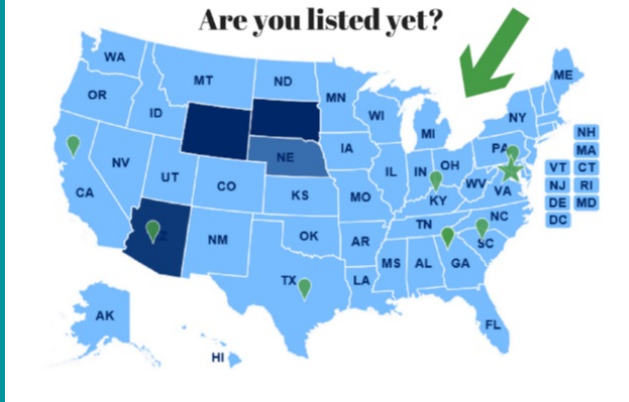 Are you listed yet?
WA
MT
ND
MN
ME
OR
ID
WI
NY
MI
NH
PA
MA
IA
NE
NV
UT
CO
IL
IN
OH
VT
CT
WV
VA
NJ
RI
CA
KS
MO
KY
DE
MD
DC
NC
TN
OK
AR
NM
SC
MS
AL
GA
TX
LA
AK
FL
HI